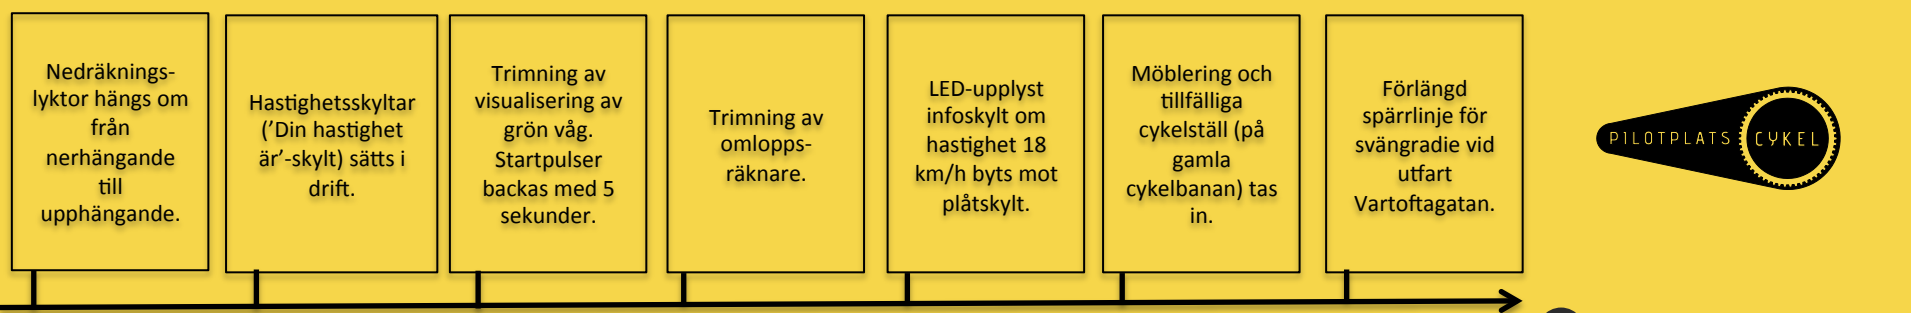 Nedräknings-
lyktor hängs om
från
nerhängande
till
upphängande.
Hastighetsskyltar
(’Din hastighet
är’-skylt) sätts i
drift.
Trimning av
visualisering av
grön våg.
Startpulser
backas med 5
sekunder.
Trimning av
omlopps-
räknare.
LED-upplyst
infoskylt om
hastighet 18
km/h byts mot
plåtskylt.
Möblering och
tillfälliga
cykelställ (på
gamla
cykelbanan) tas
in.
Förlängd
spärrlinje för
svängradie vid
utfart
Vartoftagatan.
PILOTPLATS CYKEL